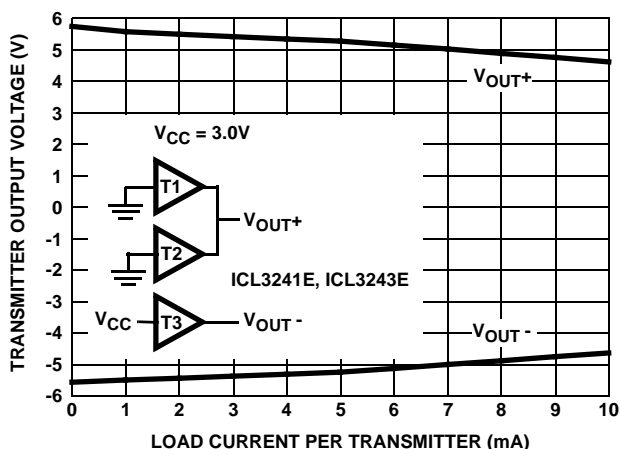 TRANSMITTER OUTPUT VOLTAGE (V)
6
5
4
3
2
1
0
-1
-2
-3
-4
-5
-6
VOUT+
VCC = 3.0V
T1
VOUT+
T2
ICL3241E, ICL3243E
VCC
T3
VOUT -
VOUT -
0 1 2 3 4 5 6 7 8 9 10
LOAD CURRENT PER TRANSMITTER (mA)